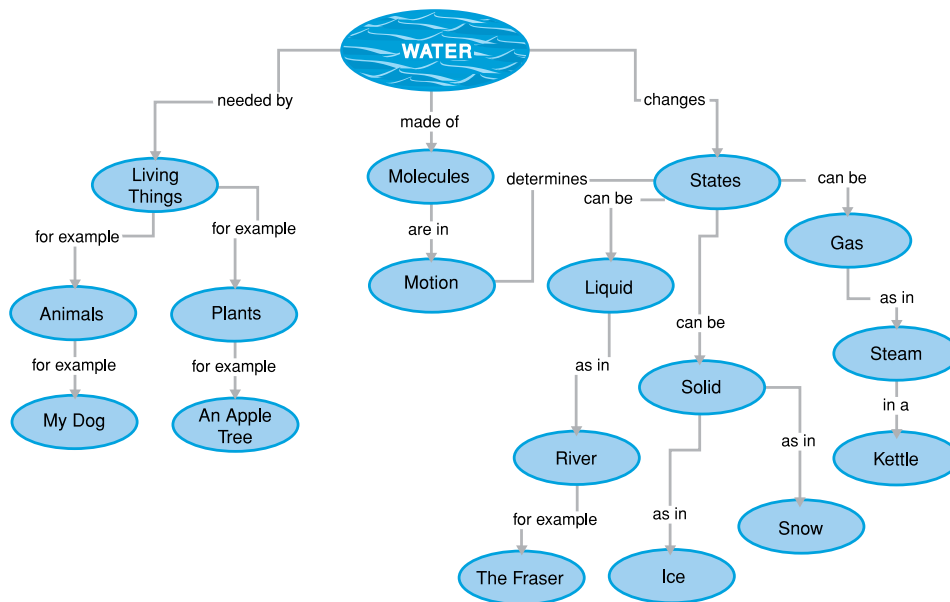 WATER
needed by
changes
made of
Living
Things
Molecules
determines
States
can be
can be
for example
for example
are in
Gas
Motion
Liquid
Animals
Plants
can be
as in
Steam
for example
for example
as in
Solid
in a
My Dog
An Apple
Tree
River
as in
Kettle
for example
as in
Snow
The Fraser
Ice